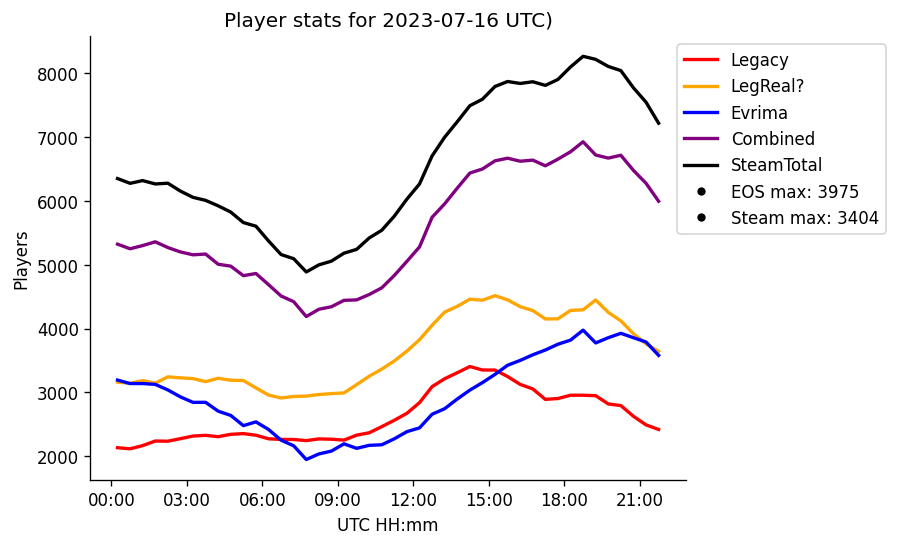 Player stats for 2023-07-16 UTC)
Legacy
LegReal?
Evrima
Combined
SteamTotal
EOS max: 3975
Steam max: 3404
Players
8000
7000
6000
5000
4000
3000
2000
00:00 03:00 06:00 09:00 12:00 15:00 18:00 21:00
UTC HH:mm